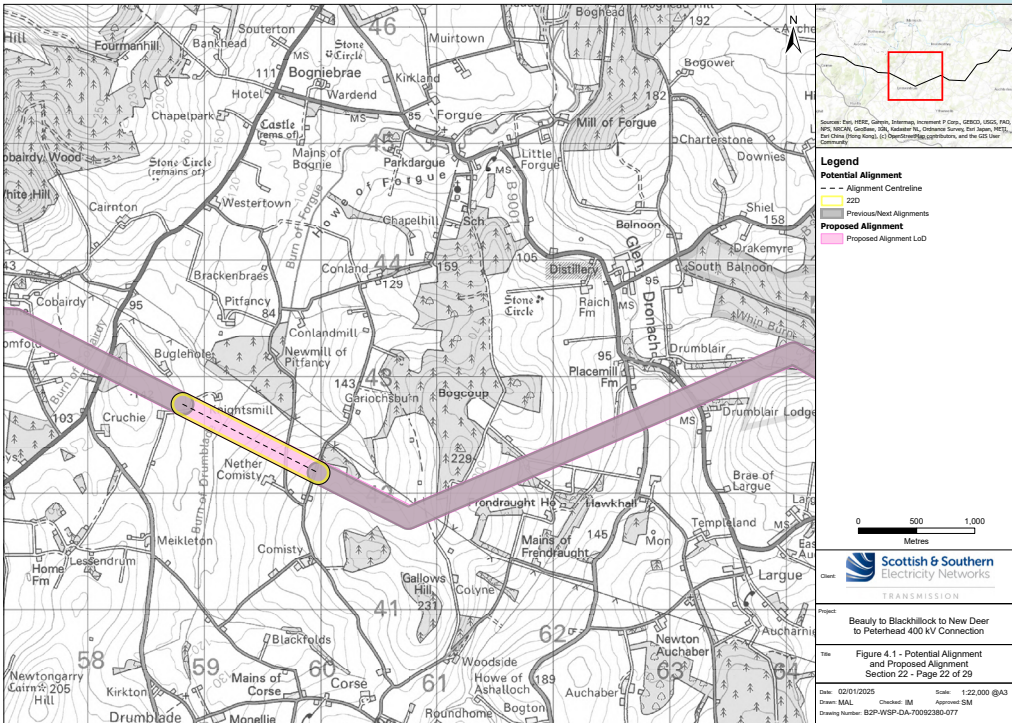 46
Hill
Fourmanhill
Souterton
Bankhead
MS
Stone
Circle
Muirtown
Boghead
192
N
111
Bogniebrae
Kirkland
Bogower
Hotel
Wardend
182
Chapelpark
85
Forgue
Castle
(rems of)
45
Mill of Forgue
Stone Circle
(remains of)
Mains of
Bognie
Parkdargue
Little
Forgue
Charterstone
Downies
White Hill
MS
Howe of Forgue
B9001
Cairnton
Westertown
Burn of Forgue
Chapelhill
Sch
Shiel
158
Balnoon
Drakemyre
43
Conland
44
159
105
Distillery
Glen Dronach
95
South Balnoon
Brackenbraes
129
Cobairdy
95
Pitfancy
Stone
Circle
Raich
Fm
MS
84
Conlandmill
Whip Burn
Buglehole
Newmill of
Pitfancy
95
Drumblair
143
43
Placemill
Fm
Gariochsburn
Bogcoup
103
Cruchie
MS
Drumblair Lodge
Nether
Comisty
229
Brae of
Largue
Burn of Drumblade
Frendraught Ho
Hawkhall
Templeland
MS
Meikleton
Comisty
Mains of
Frendraught
145
Mon
Home
Fm
Lessendrum
Gallows
Hill
231
Colyne
Largue
41
Blackfolds
62
Newton
Auchaber
58
59
60
61
63
64
Newtongarry
Cairn
205
Hill
Mains of
Corse
Corse
Woodside
Howe of
Ashalloch
189
Auchaber
Kirkton
Bogton
Drumblade
Monellie
Roundhome
Sources: Esri, HERE, Garmin, Intermap, increment P Corp., GEBCO, USGS, FAO,
NPS, NRCAN, GeoBase, IGN, Kadaster NL, Ordnance Survey, Esri Japan, METI,
Esri China (Hong Kong), (c) OpenStreetMap contributors, and the GIS User
Community
Legend
Potential Alignment
Alignment Centreline
22D
Previous/Next Alignments
Proposed Alignment
Proposed Alignment LoD
0 500 1,000
Metres
Client:
Scottish & Southern
Electricity Networks
TRANSMISSION
Project:
Beauly to Blackhillock to New Deer
to Peterhead 400 kV Connection
Title
Figure 4.1 - Potential Alignment
and Proposed Alignment
Section 22 - Page 22 of 29
Date: 02/01/2025 Scale: 1:22,000 @A3
Drawn: MAL Checked: IM Approved: SM
Drawing Number: B2P-WSP-DA-70099280-077